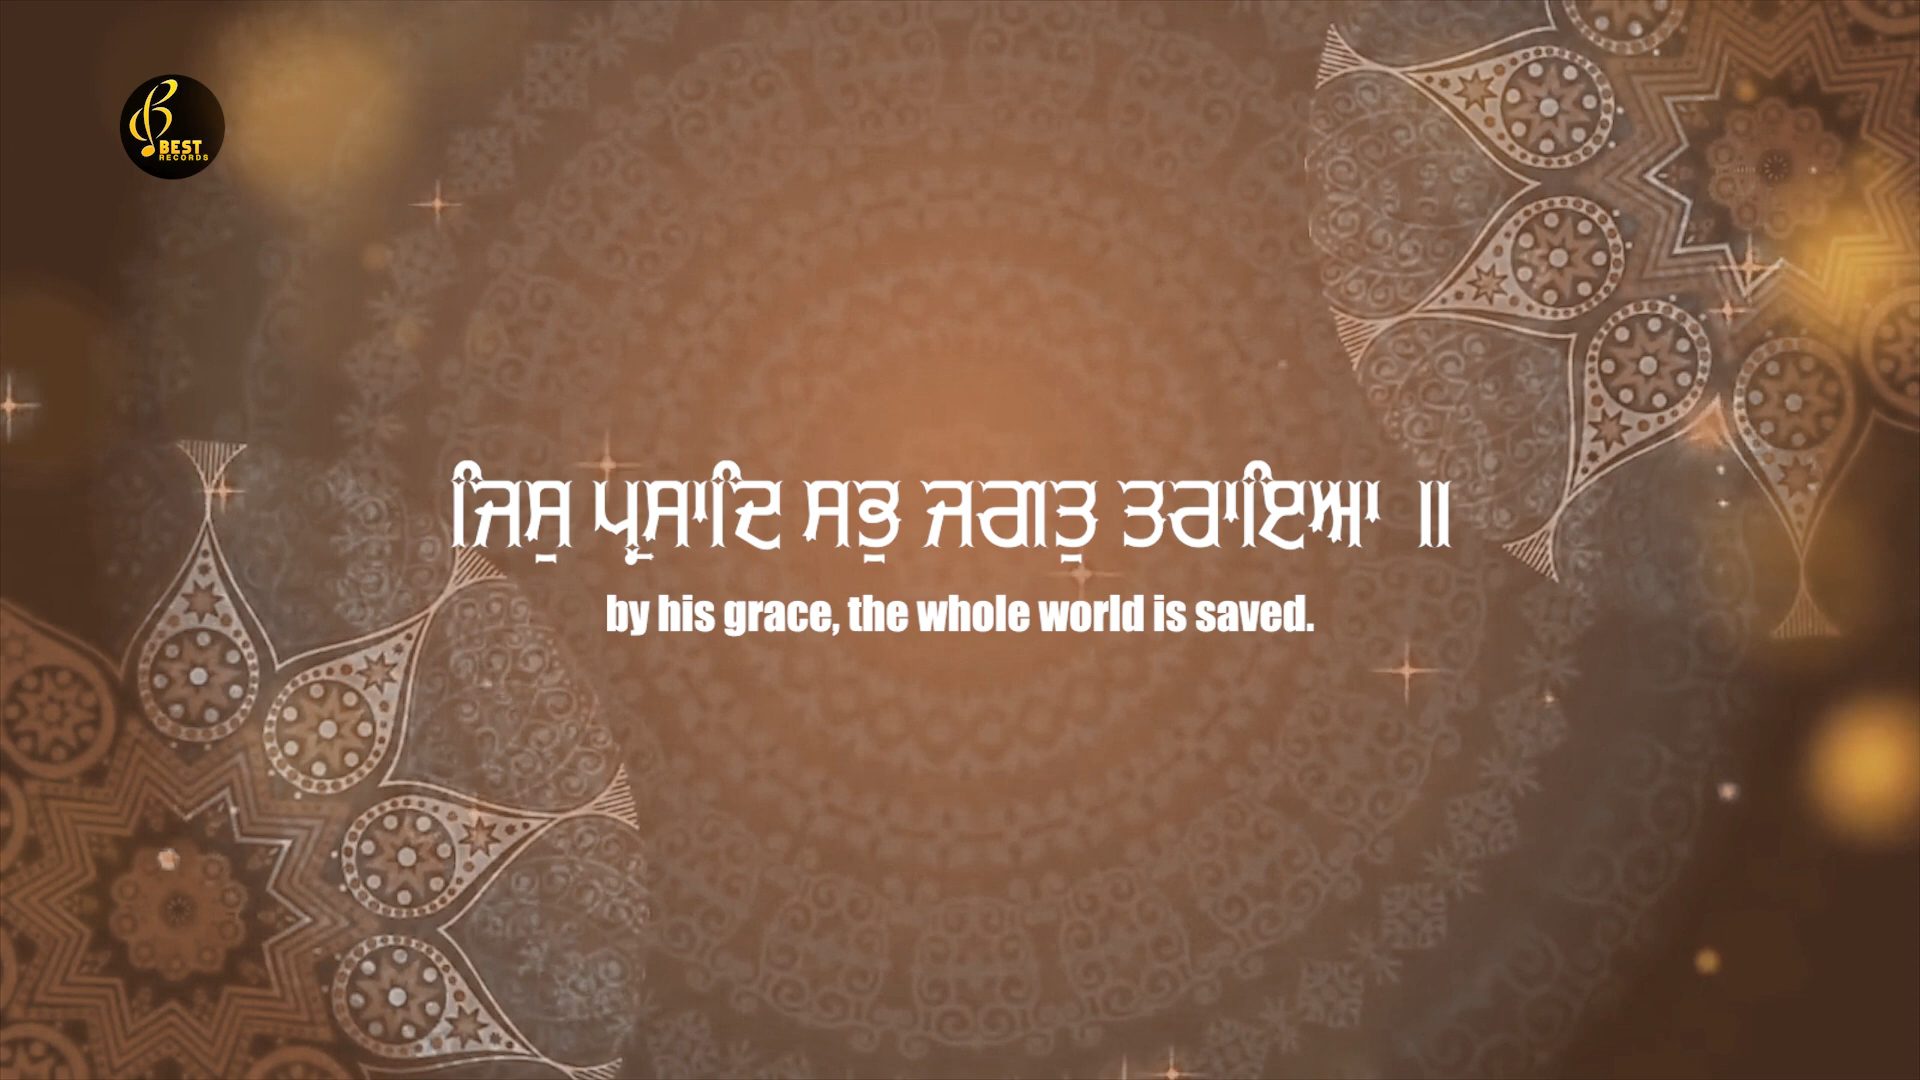 BEST
RECORDS
ਜਿਸੁ ਪ੍ਰਸਾਦਿ ਸਭੁ ਜਗਤੁ ਤਰਾਇਆ ॥
by his grace, the whole world is saved.